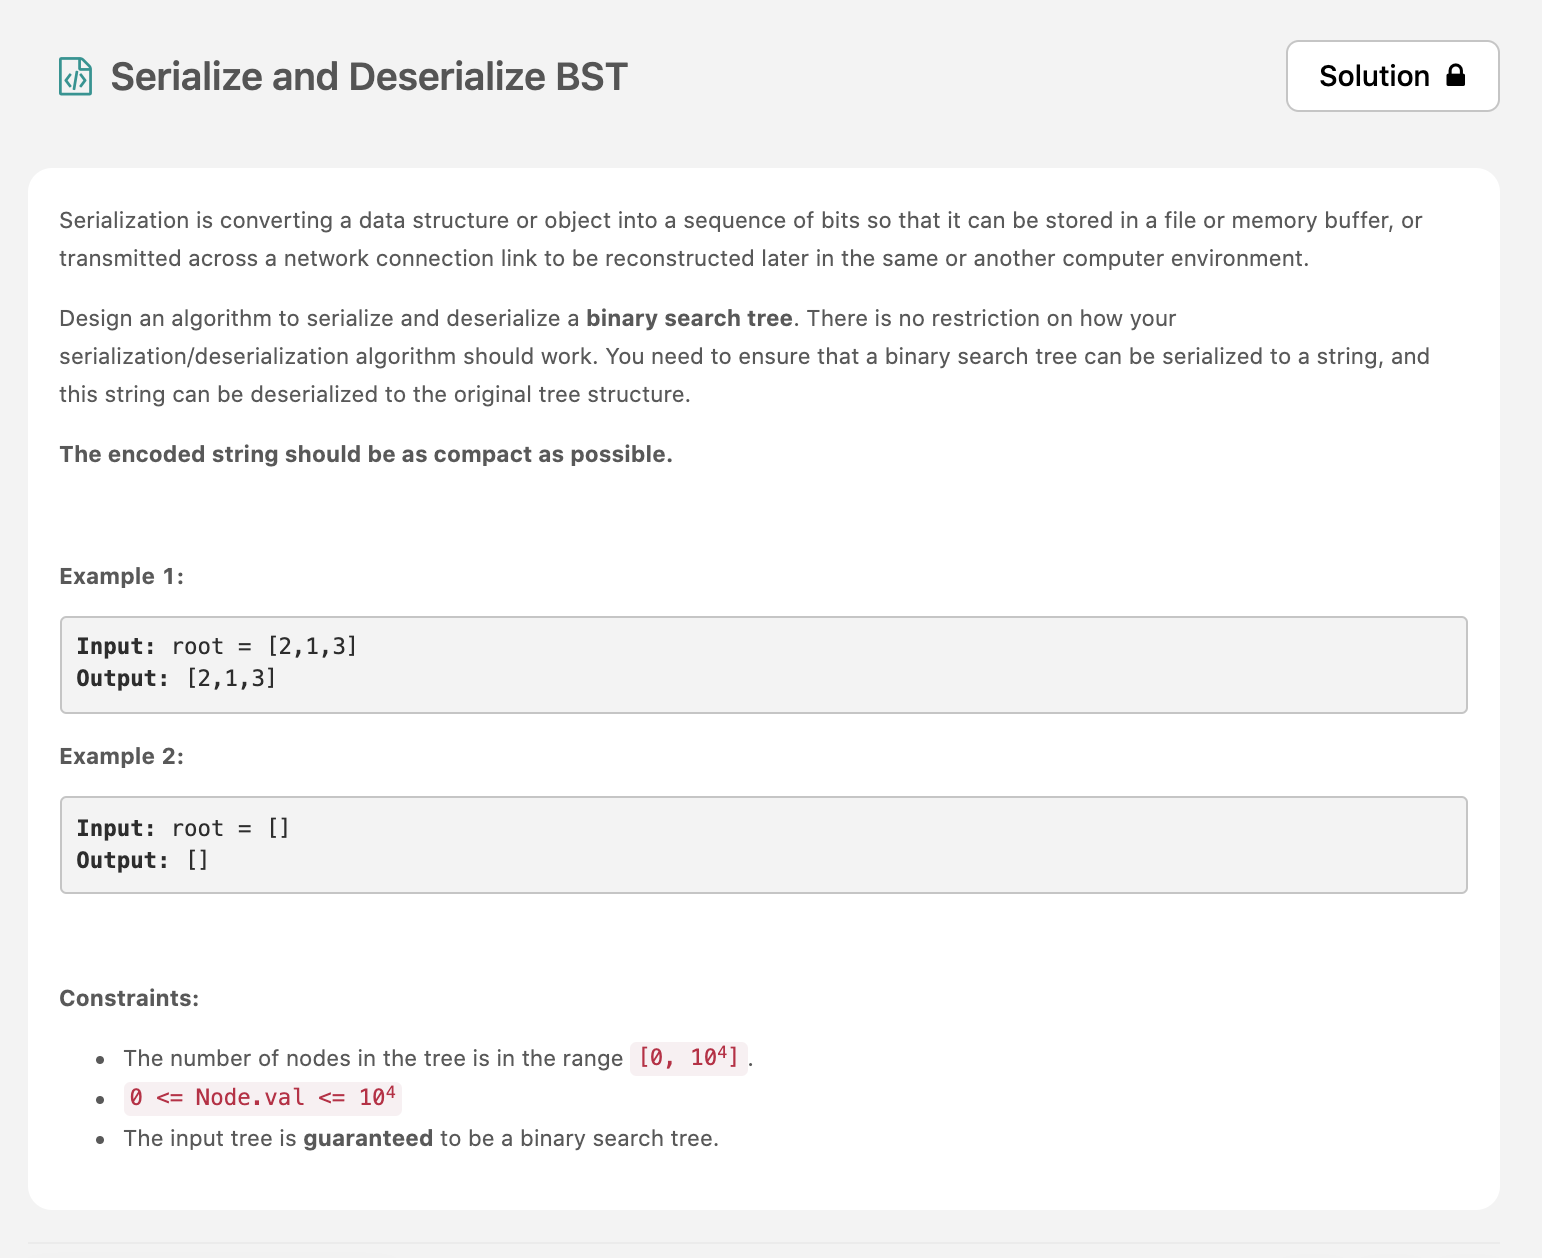 Serialize and Deserialize BST
Solution
Serialization is converting a data structure or object into a sequence of bits so that it can be stored in a file or memory buffer, or
transmitted across a network connection link to be reconstructed later in the same or another computer environment.
Design an algorithm to serialize and deserialize a binary search tree. There is no restriction on how your
serialization/deserialization algorithm should work. You need to ensure that a binary search tree can be serialized to a string, and
this string can be deserialized to the original tree structure.
The encoded string should be as compact as possible.
Example 1:
Input: root = [2,1,3]
Output: [2,1,3]
Example 2:
Input: root = []
Output: []
Constraints:
• The number of nodes in the tree is in the range [0, 10⁴].
• 0 <= Node.val <= 10⁴
• The input tree is guaranteed to be a binary search tree.